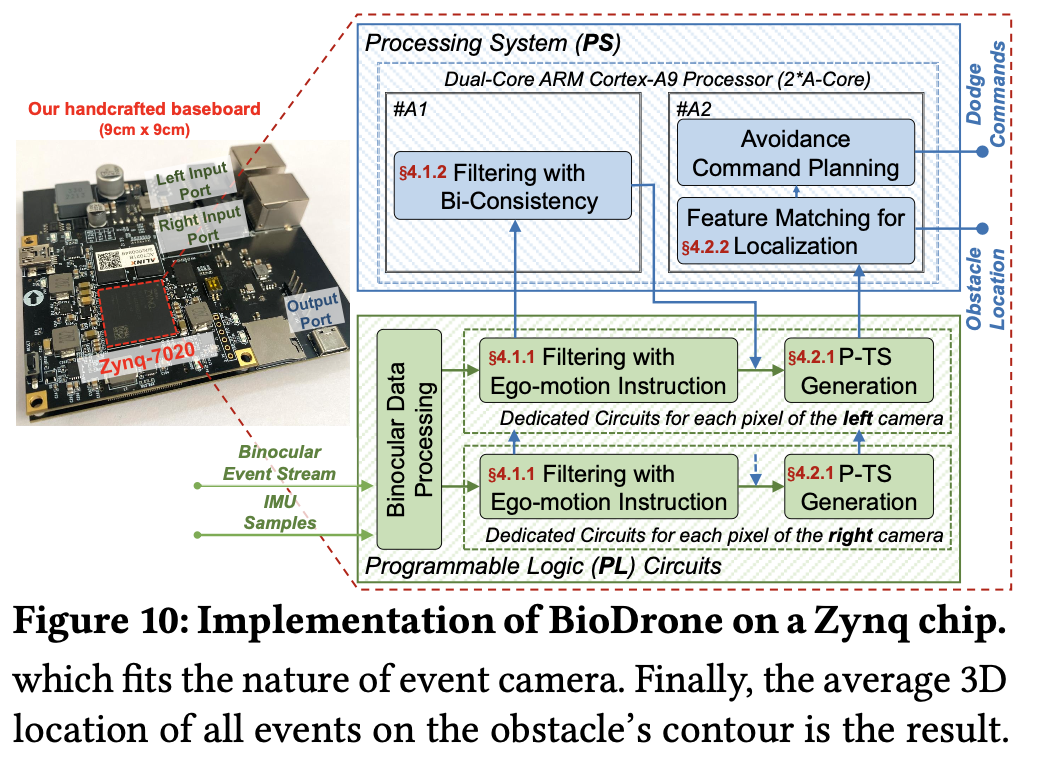 Our handcrafted baseboard
(9cm x 9cm)
Left Input
Port
Right Input
Port
ALINX
Output
Port
Zynq-7020
Binocular
Event Stream
IMU
Samples
Processing System (PS)
Dual-Core ARM Cortex-A9 Processor (2*A-Core)
#A1
§4.1.2 Filtering with
Bi-Consistency
#A2
Avoidance
Command Planning
Feature Matching for
§4.2.2 Localization
Dodge
Commands
Obstacle
Location
Binocular Data
Processing
§4.1.1 Filtering with
Ego-motion Instruction
§4.2.1 P-TS
Generation
Dedicated Circuits for each pixel of the left camera
§4.1.1 Filtering with
Ego-motion Instruction
§4.2.1 P-TS
Generation
Dedicated Circuits for each pixel of the right camera
Programmable Logic (PL) Circuits
Figure 10: Implementation of BioDrone on a Zynq chip.
which fits the nature of event camera. Finally, the average 3D
location of all events on the obstacle's contour is the result.